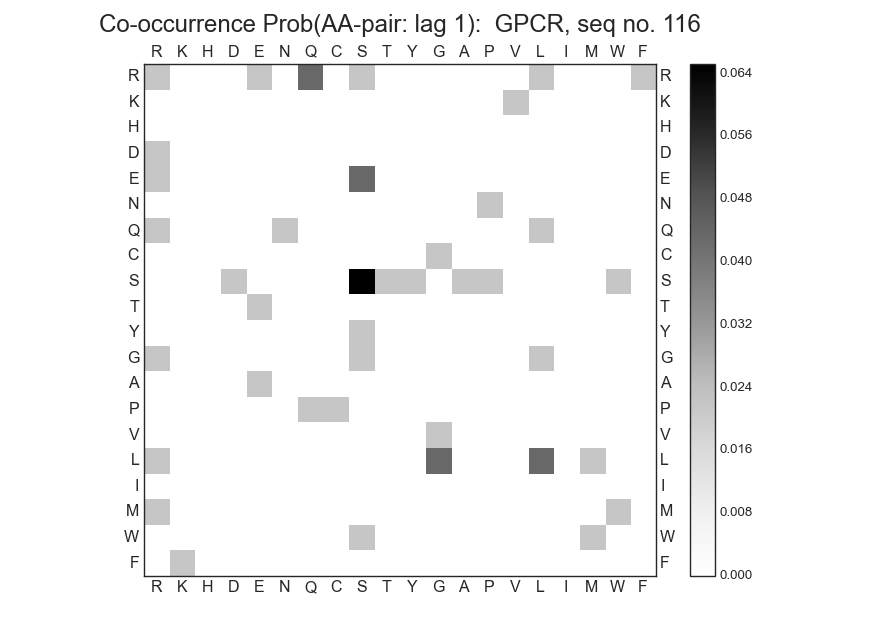 Co-occurrence Prob(AA-pair: lag 1):  GPCR, seq no. 116
R K H D E N Q C S T Y G A P V L I M W F
R R 0.064
K K
H H 0.056
D D
E E 0.048
N N
Q Q 0.040
C C
S S
T T 0.032
Y Y
G G 0.024
A A
P P
V V 0.016
L L
I I 0.008
M M
W W
F F 0.000
R K H D E N Q C S T Y G A P V L I M W F